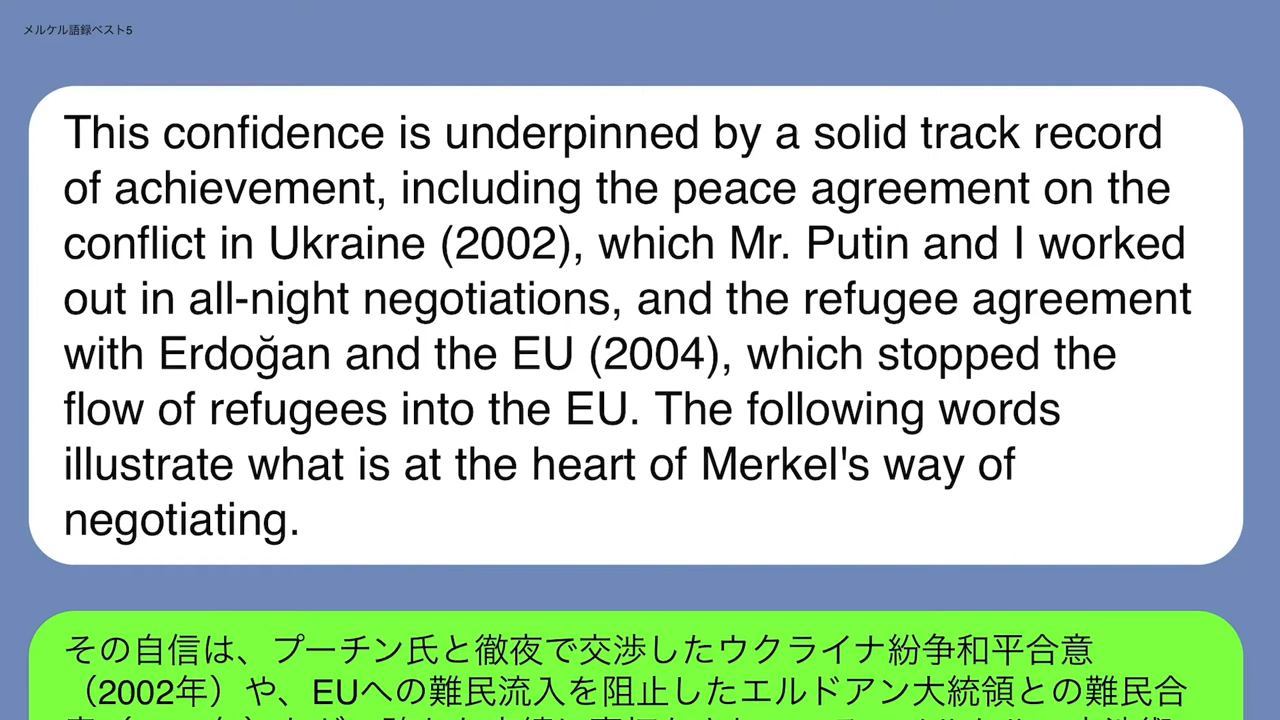 メルケル語録ベスト5
This confidence is underpinned by a solid track record
of achievement, including the peace agreement on the
conflict in Ukraine (2002), which Mr. Putin and I worked
out in all-night negotiations, and the refugee agreement
with Erdoğan and the EU (2004), which stopped the
flow of refugees into the EU. The following words
illustrate what is at the heart of Merkel's way of
negotiating.
その自信は、プーチン氏と徹夜で交渉したウクライナ紛争和平合意
（2002年）や、EUへの難民流入を阻止したエルドアン大統領との難民合